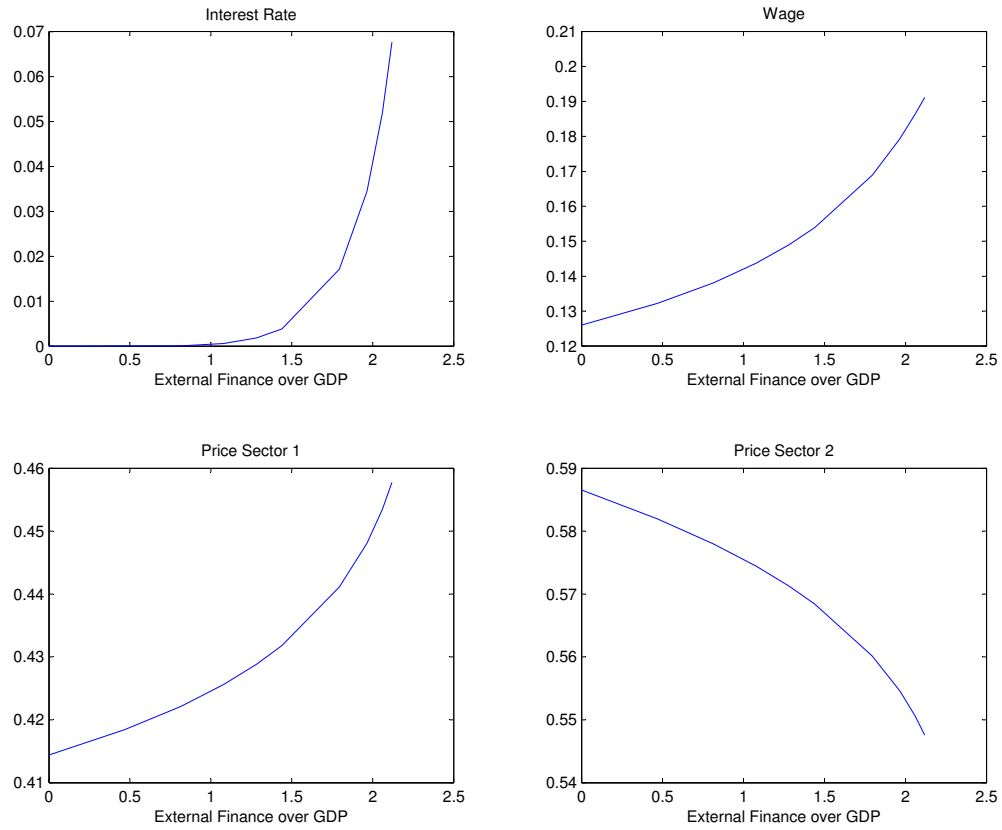 Interest Rate
0.07
0.06
0.05
0.04
0.03
0.02
0.01
0
0 0.5 1 1.5 2 2.5
External Finance over GDP
Wage
0.21
0.2
0.19
0.18
0.17
0.16
0.15
0.14
0.13
0.12
0 0.5 1 1.5 2 2.5
External Finance over GDP
Price Sector 1
0.46
0.45
0.44
0.43
0.42
0.41
0 0.5 1 1.5 2 2.5
External Finance over GDP
Price Sector 2
0.59
0.58
0.57
0.56
0.55
0.54
0 0.5 1 1.5 2 2.5
External Finance over GDP